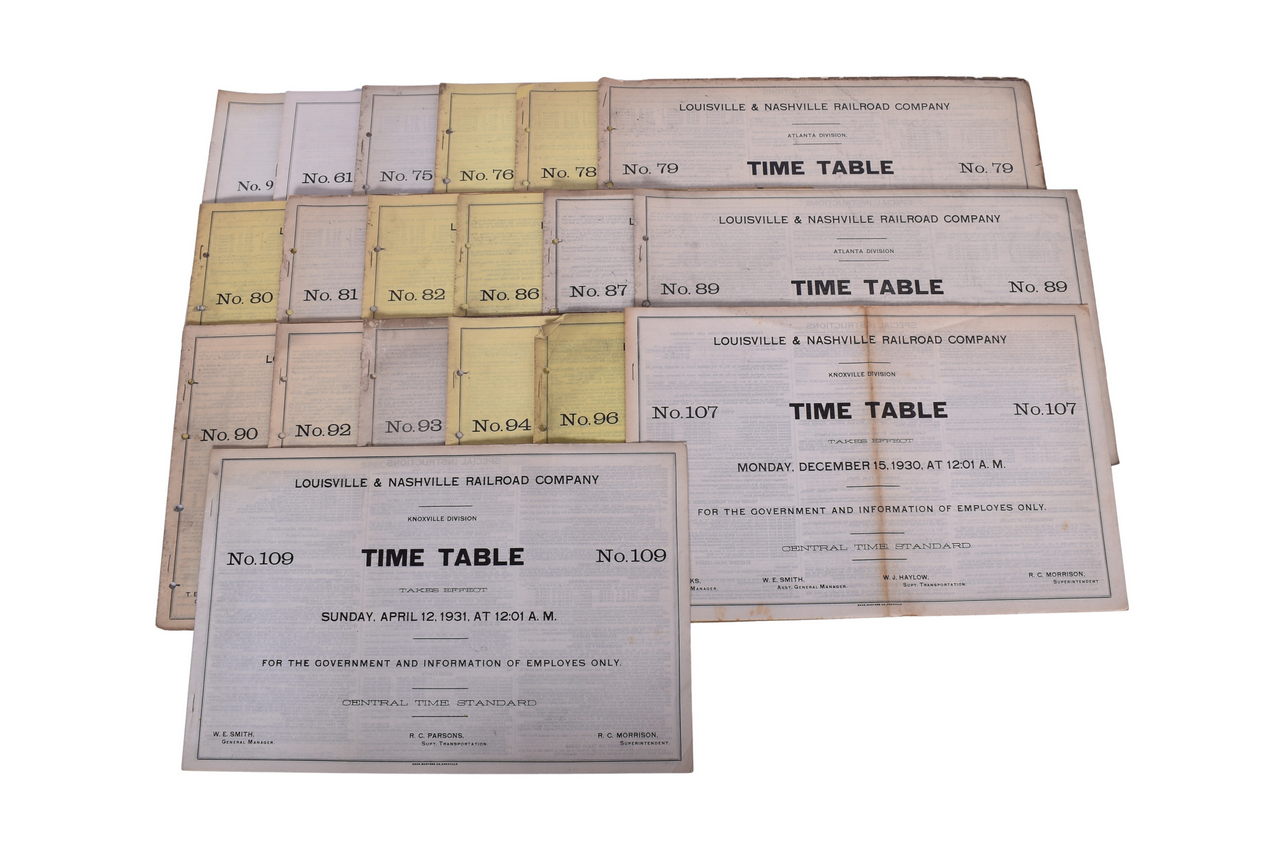 No. 9
No. 61
No. 75
No. 76
No. 78
LOUISVILLE & NASHVILLE RAILROAD COMPANY
ATLANTA DIVISION.
No. 79 TIME TABLE No. 79
No. 80
No. 81
No. 82
No. 86
No. 87
LOUISVILLE & NASHVILLE RAILROAD COMPANY
ATLANTA DIVISION
No. 89 TIME TABLE No. 89
No. 90
No. 92
No. 93
No. 94
No. 96
LOUISVILLE & NASHVILLE RAILROAD COMPANY
KNOXVILLE DIVISION
No. 107 TIME TABLE No. 107
TAKES EFFECT
MONDAY, DECEMBER 15, 1930, AT 12:01 A. M.
FOR THE GOVERNMENT AND INFORMATION OF EMPLOYES ONLY.
CENTRAL TIME STANDARD
W. E. SMITH, W. J. HAYLOW, R. C. MORRISON,
MANAGER. ASST. GENERAL MANAGER. SUPT. TRANSPORTATION. SUPERINTENDENT
LOUISVILLE & NASHVILLE RAILROAD COMPANY
KNOXVILLE DIVISION
No. 109 TIME TABLE No. 109
TAKES EFFECT
SUNDAY, APRIL 12, 1931, AT 12:01 A. M.
FOR THE GOVERNMENT AND INFORMATION OF EMPLOYES ONLY.
CENTRAL TIME STANDARD
W. E. SMITH, R. C. PARSONS, R. C. MORRISON,
GENERAL MANAGER. SUPT. TRANSPORTATION. SUPERINTENDENT.